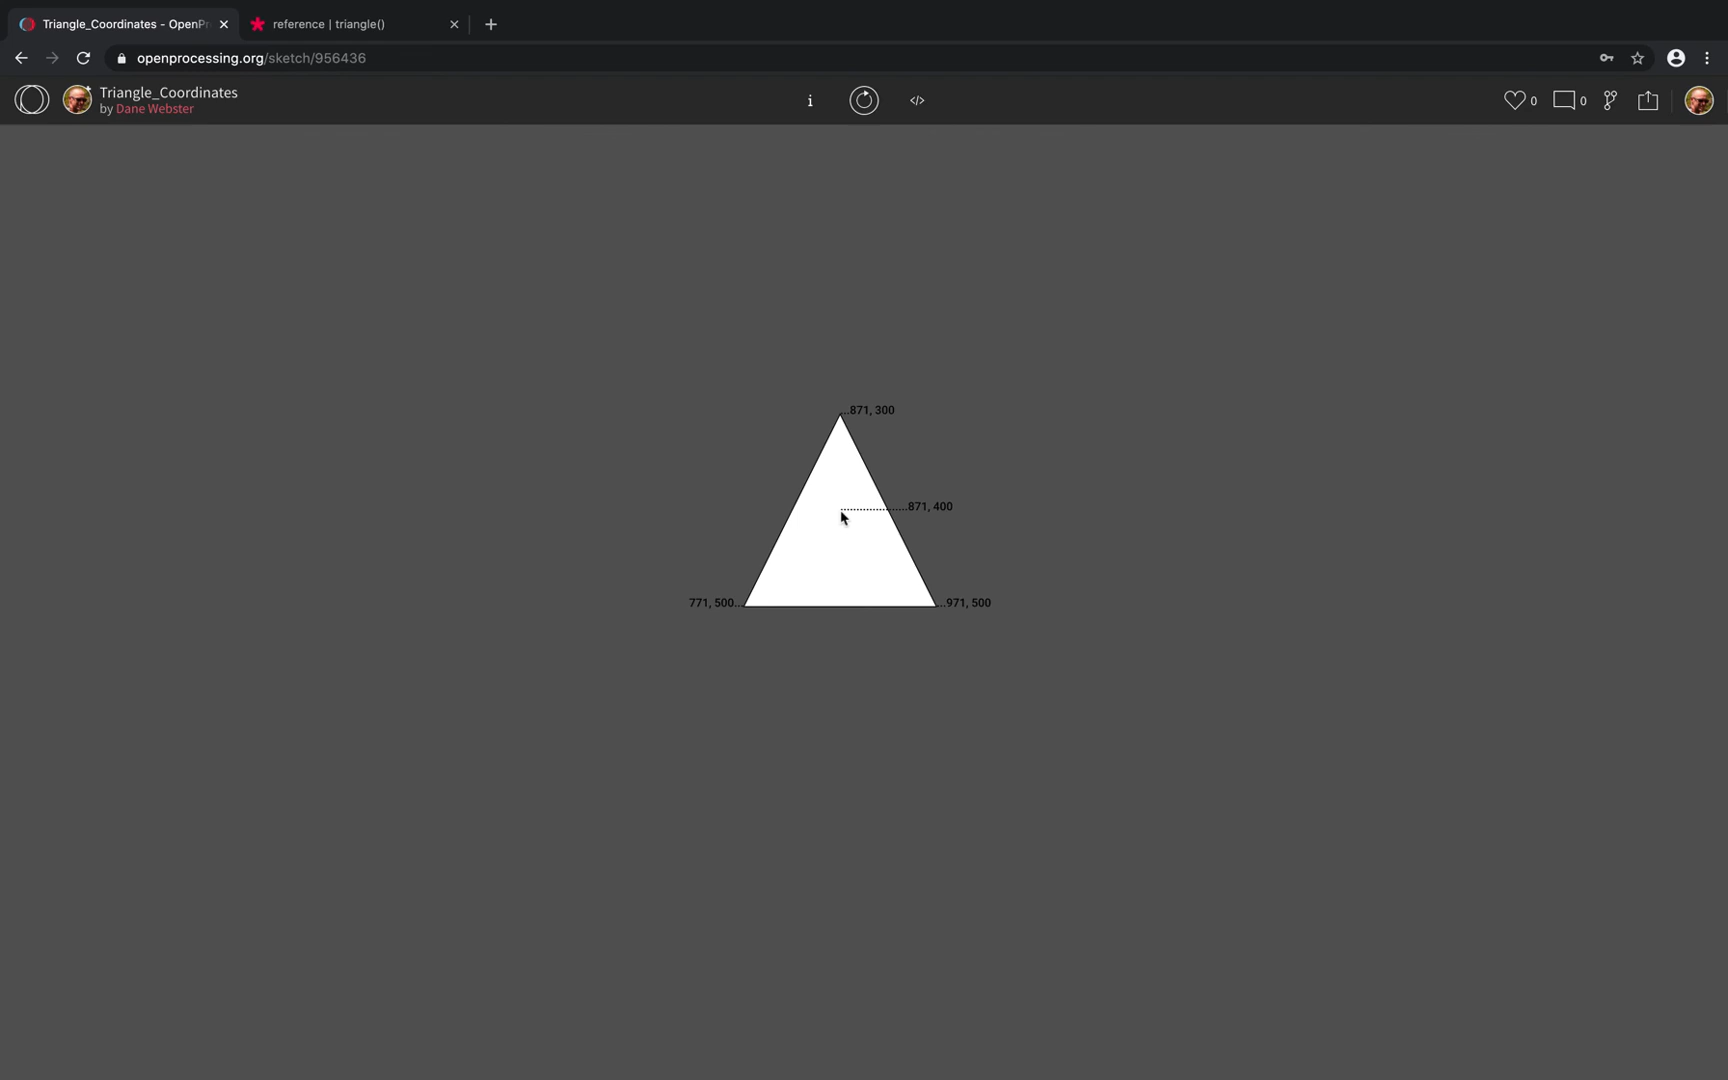 Triangle_Coordinates - OpenPr
reference | triangle()
openprocessing.org/sketch/956436
Triangle_Coordinates
by Dane Webster
i
</>
0
0
...871, 300
......871, 400
771, 500...
...971, 500